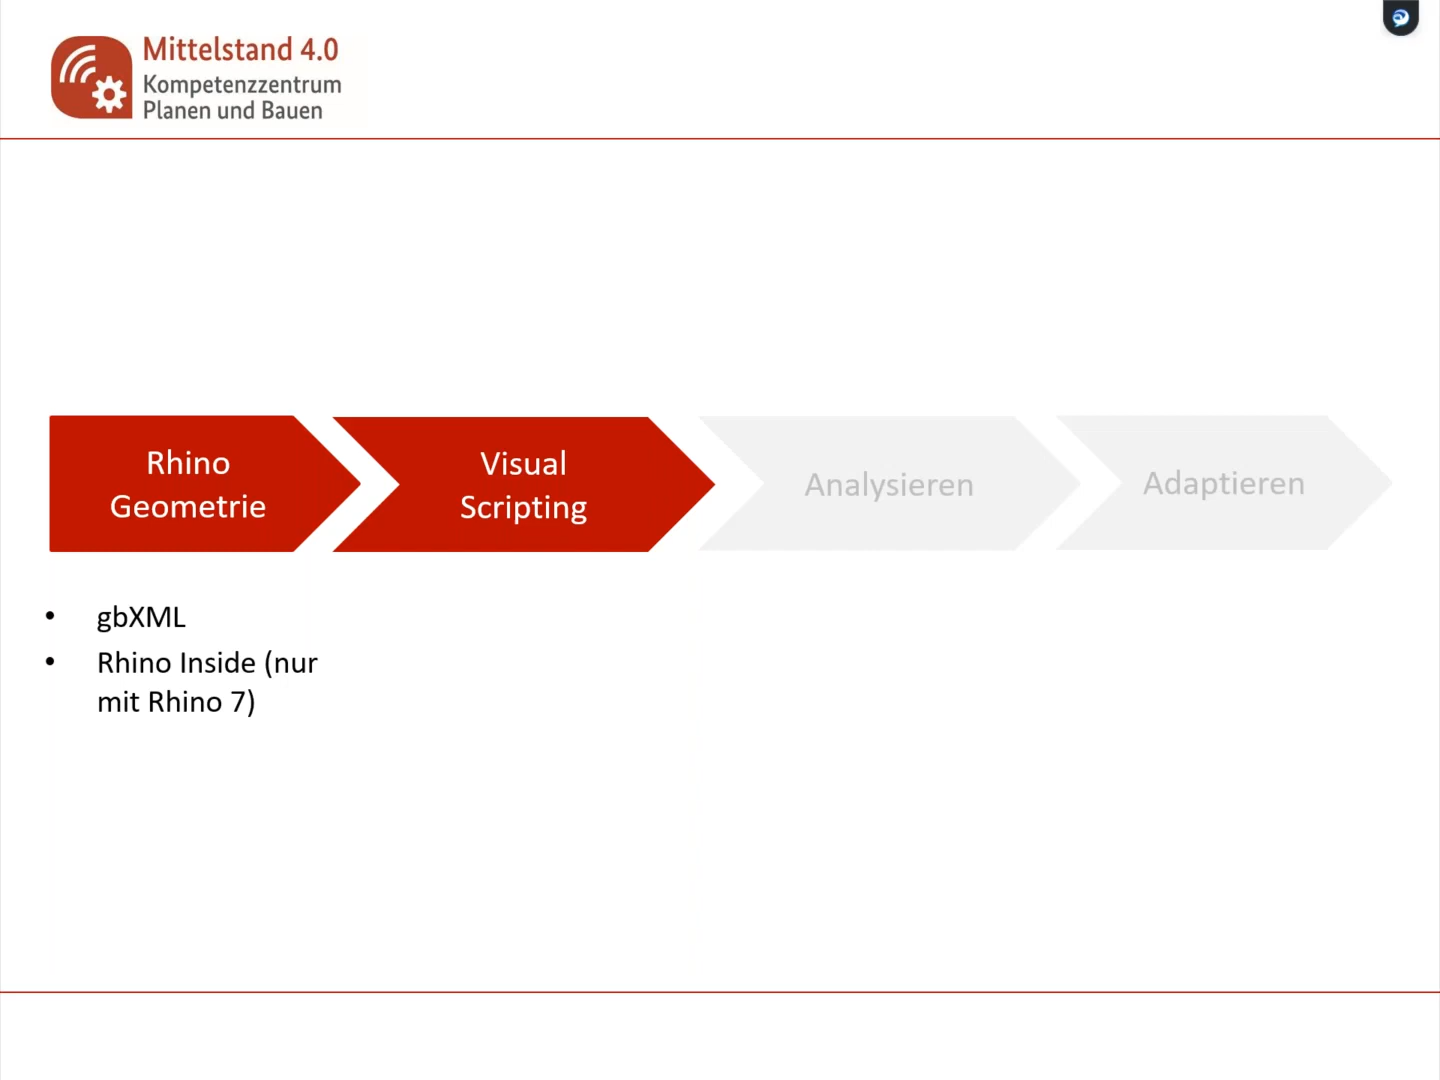 Mittelstand 4.0
Kompetenzzentrum
Planen und Bauen
Rhino
Geometrie
Visual
Scripting
Analysieren
Adaptieren
• gbXML
• Rhino Inside (nur
mit Rhino 7)